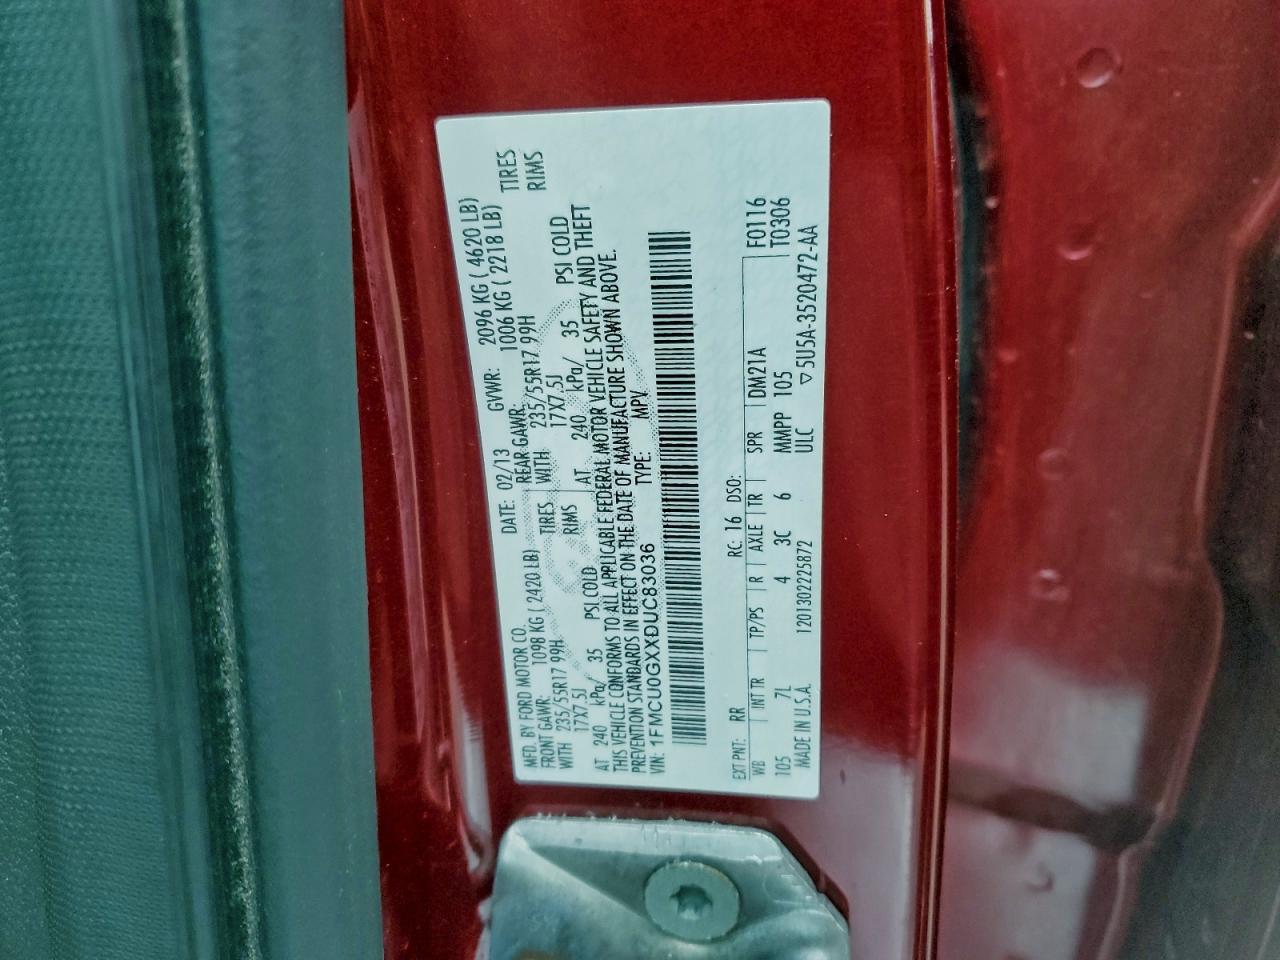 MFD. BY FORD MOTOR CO. DATE: 02/13 GVWR: 2096 KG ( 4620 LB)
FRONT GAWR: 1098 KG ( 2420 LB) REAR GAWR: 1006 KG ( 2218 LB)
WITH 235/55R17 99H TIRES WITH 235/55R17 99H TIRES
17X7.5J RIMS 17X7.5J RIMS
AT 240 kPa/ 35 PSI COLD AT 240 kPa/ 35 PSI COLD
THIS VEHICLE CONFORMS TO ALL APPLICABLE FEDERAL MOTOR VEHICLE SAFETY AND THEFT
PREVENTION STANDARDS IN EFFECT ON THE DATE OF MANUFACTURE SHOWN ABOVE.
VIN: 1FMCU0GXXDUC83036 TYPE: MPV
EXT PNT: RR RC: 16 DSO:
WB INT TR TP/PS R AXLE TR SPR DM21A F0116
105 7L 4 3C 6 MMPP 105 T0306
MADE IN U.S.A. 1201302225872 ULC ▽5U5A-3520472-AA